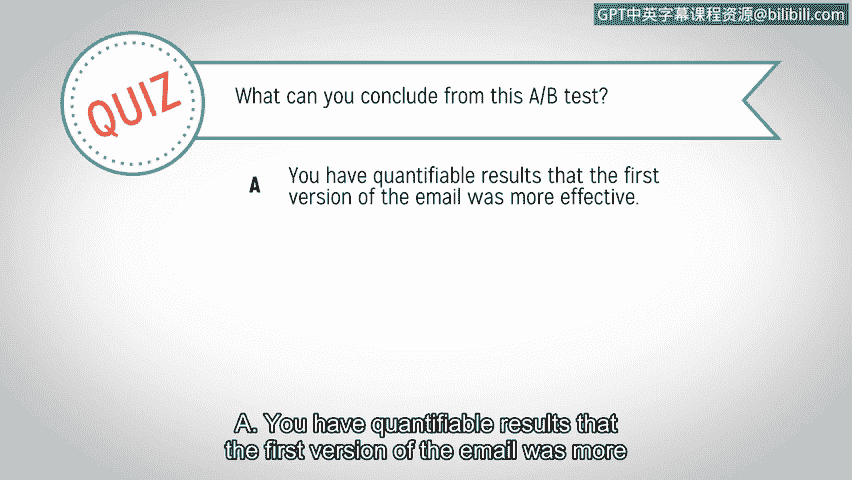 GPT中英字幕课程资源@bilibili.com
QUIZ
What can you conclude from this A/B test?
A
You have quantifiable results that the first
version of the email was more effective.
A. You have quantifiable results that
the first version of the email was more